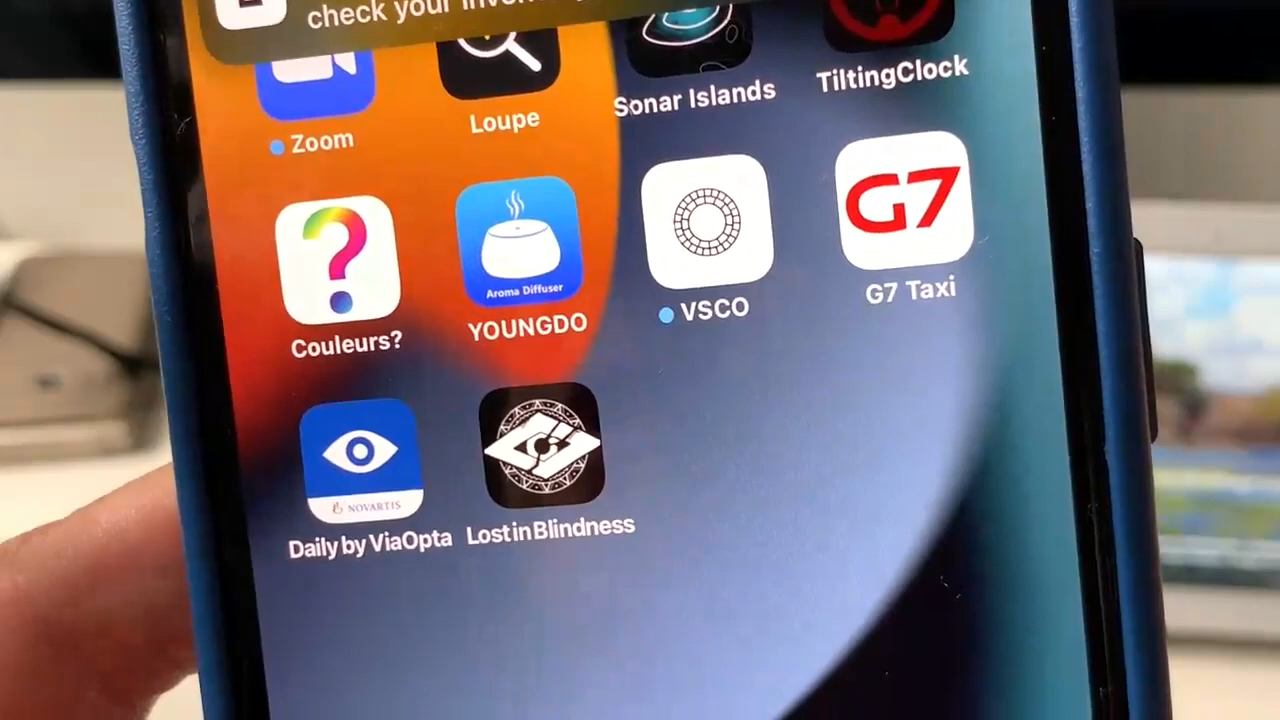 check your
Zoom
Loupe
Sonar Islands
TiltingClock
?
Aroma Diffuser
G7
Couleurs?
YOUNGDO
VSCO
G7 Taxi
NOVARTIS
Daily by ViaOpta
LostinBlindness